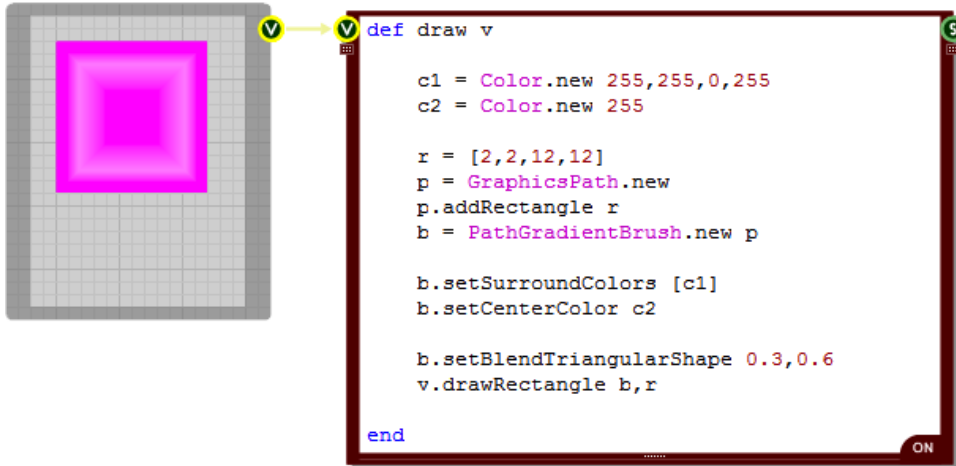 V
V
def draw v
S
c1 = Color.new 255,255,0,255
c2 = Color.new 255
r = [2,2,12,12]
p = GraphicsPath.new
p.addRectangle r
b = PathGradientBrush.new p
b.setSurroundColors [c1]
b.setCenterColor c2
b.setBlendTriangularShape 0.3,0.6
v.drawRectangle b,r
end
ON